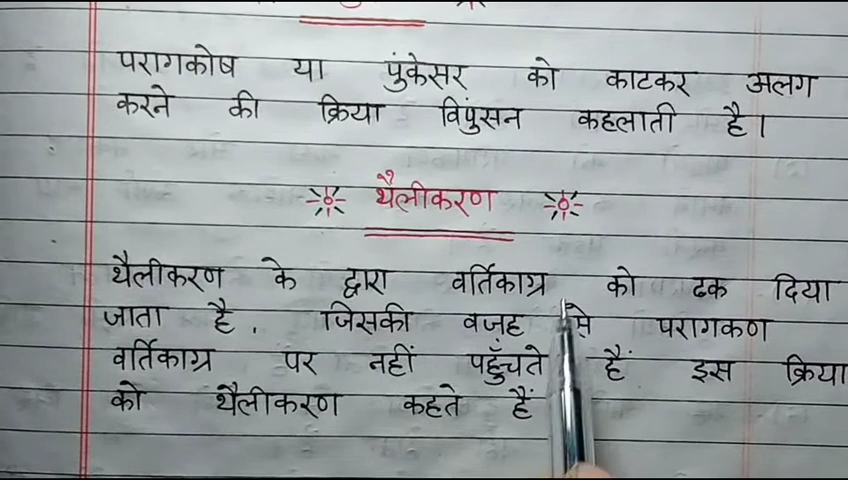 परागकोष या पुंकेसर को काटकर अलग
करने की क्रिया विपुंसन कहलाती है।
थैलीकरण
थैलीकरण के द्वारा वर्तिकाग्र को ढक दिया
जाता है . जिसकी वजह से परागकण
वर्तिकाग्र पर नहीं पहुँचते हैं इस क्रिया
को थैलीकरण कहते हैं